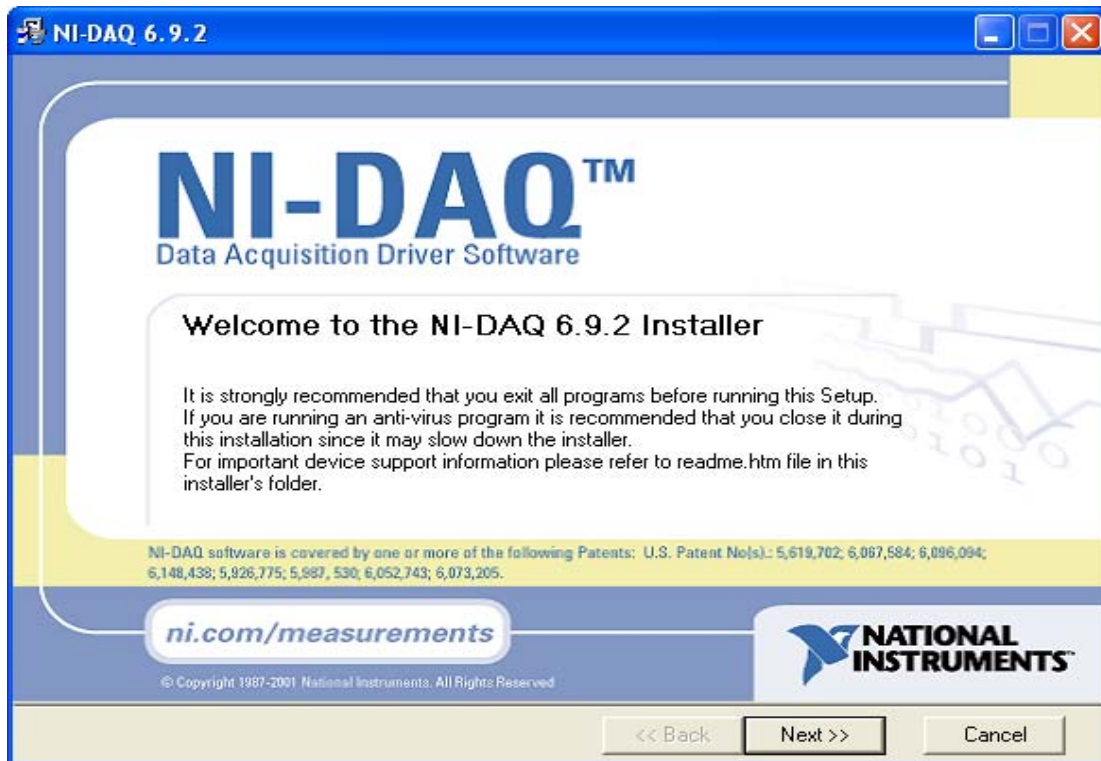 NI-DAQ 6.9.2
NI-DAQ™
Data Acquisition Driver Software
Welcome to the NI-DAQ 6.9.2 Installer
It is strongly recommended that you exit all programs before running this Setup.
If you are running an anti-virus program it is recommended that you close it during
this installation since it may slow down the installer.
For important device support information please refer to readme.htm file in this
installer's folder.
NI-DAQ software is covered by one or more of the following Patents: U.S. Patent No(s).: 5,619,702; 6,067,584; 6,096,094;
6,148,438; 5,926,775; 5,987, 530; 6,052,743; 6,073,205.
ni.com/measurements
NATIONAL
INSTRUMENTS™
© Copyright 1987-2001 National Instruments. All Rights Reserved
<< Back
Next >>
Cancel